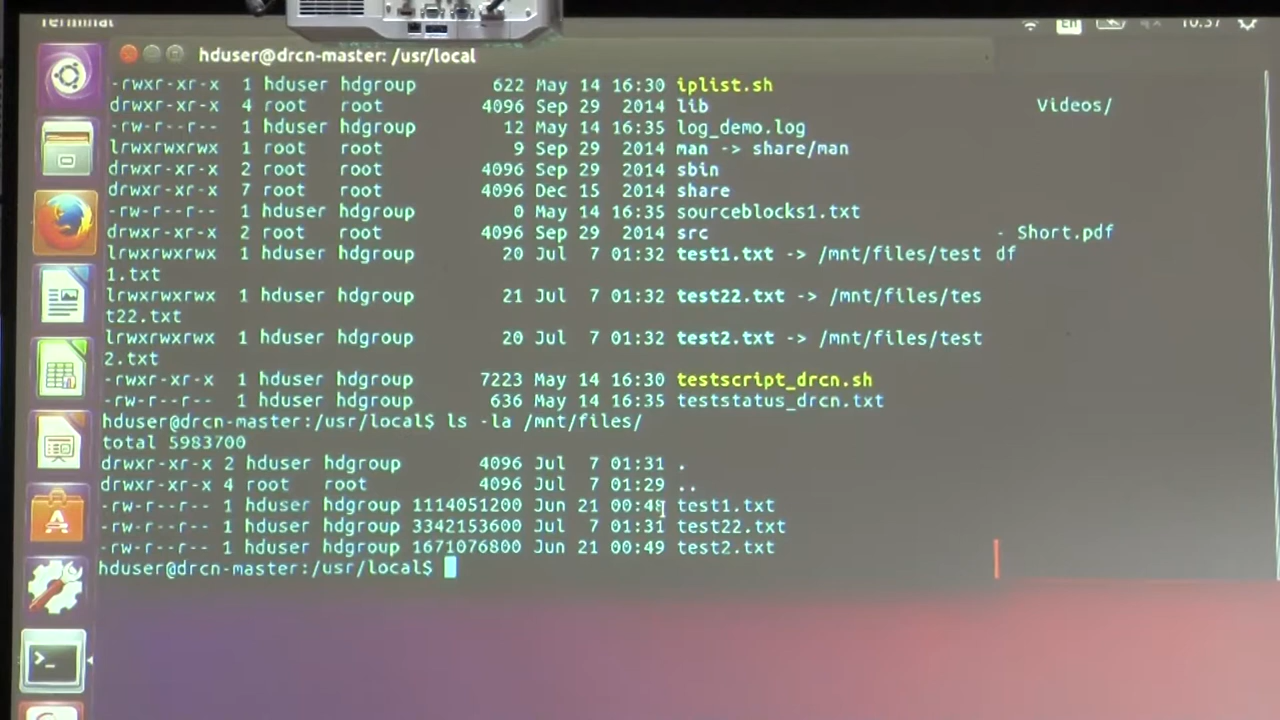 Terminal
En
10:37
hduser@drcn-master: /usr/local
-rwxr-xr-x 1 hduser hdgroup 622 May 14 16:30 iplist.sh
drwxr-xr-x 4 root root 4096 Sep 29 2014 lib
Videos/
-rw-r--r-- 1 hduser hdgroup 12 May 14 16:35 log_demo.log
lrwxrwxrwx 1 root root 9 Sep 29 2014 man -> share/man
drwxr-xr-x 2 root root 4096 Sep 29 2014 sbin
drwxr-xr-x 7 root root 4096 Dec 15 2014 share
-rw-r--r-- 1 hduser hdgroup 0 May 14 16:35 sourceblocks1.txt
drwxr-xr-x 2 root root 4096 Sep 29 2014 src
- Short.pdf
lrwxrwxrwx 1 hduser hdgroup 20 Jul 7 01:32 test1.txt -> /mnt/files/test
df
1.txt
lrwxrwxrwx 1 hduser hdgroup 21 Jul 7 01:32 test22.txt -> /mnt/files/tes
t22.txt
lrwxrwxrwx 1 hduser hdgroup 20 Jul 7 01:32 test2.txt -> /mnt/files/test
2.txt
-rwxr-xr-x 1 hduser hdgroup 7223 May 14 16:30 testscript_drcn.sh
-rw-r--r-- 1 hduser hdgroup 636 May 14 16:35 teststatus_drcn.txt
hduser@drcn-master:/usr/local$ ls -la /mnt/files/
total 5983700
drwxr-xr-x 2 hduser hdgroup 4096 Jul 7 01:31 .
drwxr-xr-x 4 root root 4096 Jul 7 01:29 ..
-rw-r--r-- 1 hduser hdgroup 1114051200 Jun 21 00:48 test1.txt
-rw-r--r-- 1 hduser hdgroup 3342153600 Jul 7 01:31 test22.txt
-rw-r--r-- 1 hduser hdgroup 1671076800 Jun 21 00:49 test2.txt
hduser@drcn-master:/usr/local$